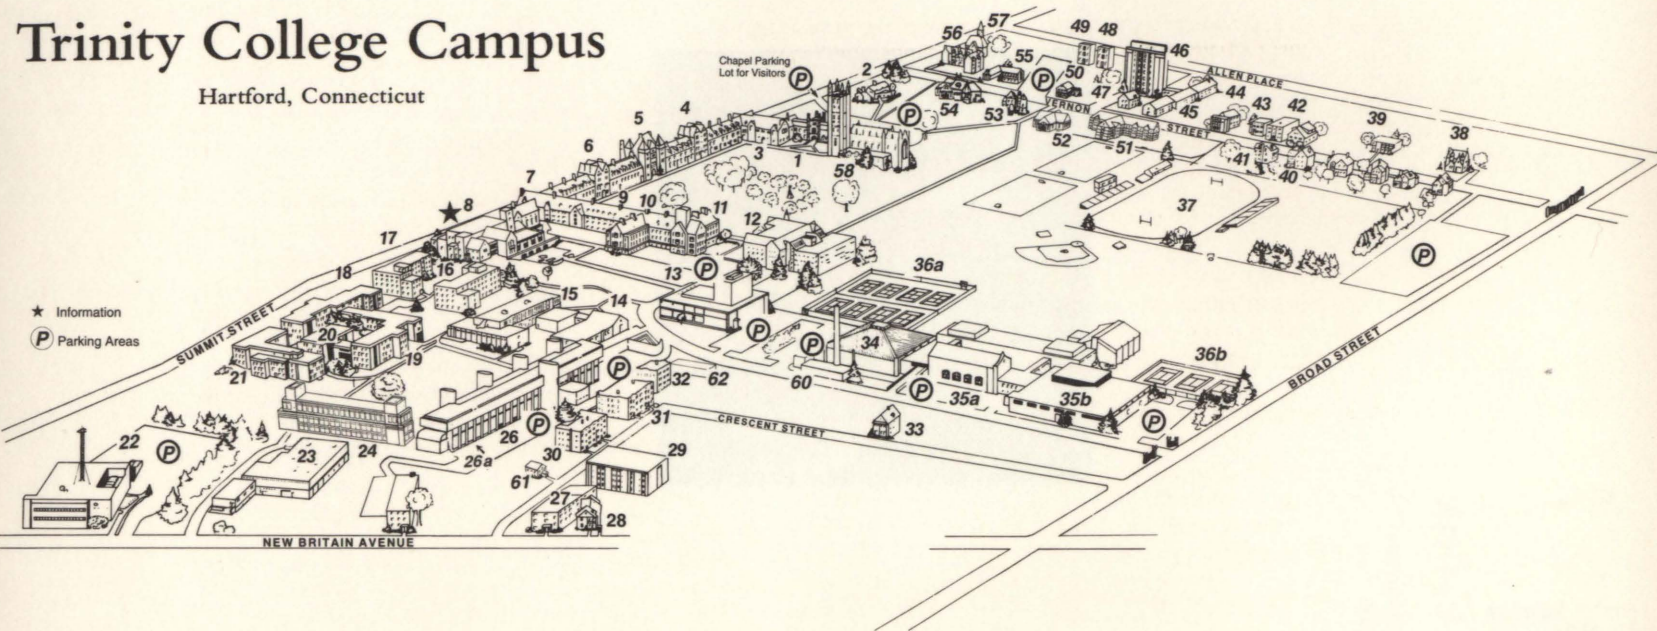 Trinity College Campus
Hartford, Connecticut
Chapel Parking
Lot for Visitors
P
★ Information
P Parking Areas
57
49 48
56
46
55
2
P
50
ALLEN PLACE
47
44
P
54
53
VERNON STREET
45
43 42
5
4
39
38
52
51
6
3
1
41
58
40
7
★ 8
9
10
11
37
12
17
P
16
13
P
36a
18
15
14
SUMMIT STREET
20
P
P
34
19
36b
BROAD STREET
21
P
32
62
60
P
35a
35b
P
31
CRESCENT STREET
33
P
26
22
P
23
24
26a
30
29
61
27
28
NEW BRITAIN AVENUE